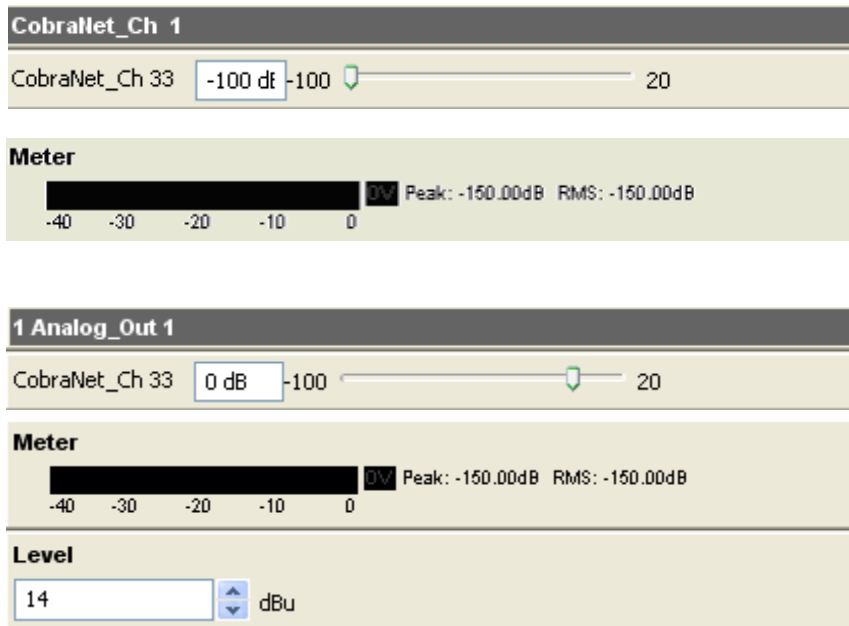 CobraNet_Ch 1
CobraNet_Ch 33 -100 dB -100 20
Meter
0V Peak: -150.00dB RMS: -150.00dB
-40 -30 -20 -10 0
1 Analog_Out 1
CobraNet_Ch 33 0 dB -100 20
Meter
0V Peak: -150.00dB RMS: -150.00dB
-40 -30 -20 -10 0
Level
14 dBu